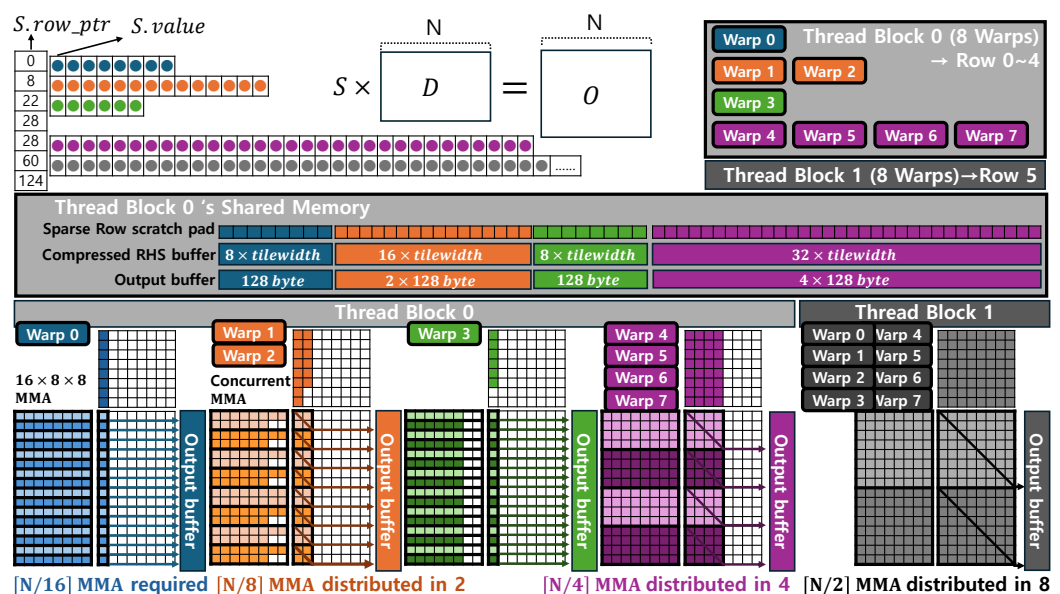 S.row_ptr
S.value
0
8
22
28
28
60
124
......
N
N
S × D = O
Warp 0
Thread Block 0 (8 Warps)
→ Row 0~4
Warp 1
Warp 2
Warp 3
Warp 4
Warp 5
Warp 6
Warp 7
Thread Block 1 (8 Warps)→Row 5
Thread Block 0 's Shared Memory
Sparse Row scratch pad
Compressed RHS buffer
8 × tilewidth
16 × tilewidth
8 × tilewidth
32 × tilewidth
Output buffer
128 byte
2 × 128 byte
128 byte
4 × 128 byte
Thread Block 0
Thread Block 1
Warp 0
16 × 8 × 8
MMA
Output buffer
[N/16] MMA required
Warp 1
Warp 2
Concurrent
MMA
Output buffer
⌈N/8⌉ MMA distributed in 2
Warp 3
Output buffer
Warp 4
Warp 5
Warp 6
Warp 7
Output buffer
⌈N/4⌉ MMA distributed in 4
Warp 0
Warp 4
Warp 1
Warp 5
Warp 2
Warp 6
Warp 3
Warp 7
Output buffer
⌈N/2⌉ MMA distributed in 8